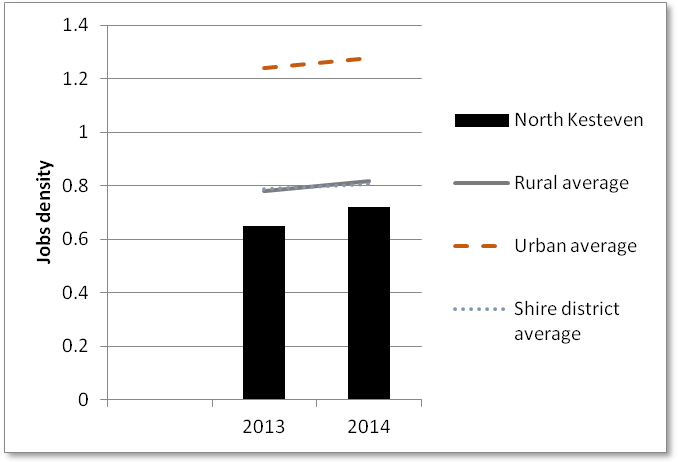 1.4
1.2
1
0.8
0.6
0.4
0.2
0
Jobs density
2013
2014
North Kesteven
Rural average
Urban average
Shire district
average